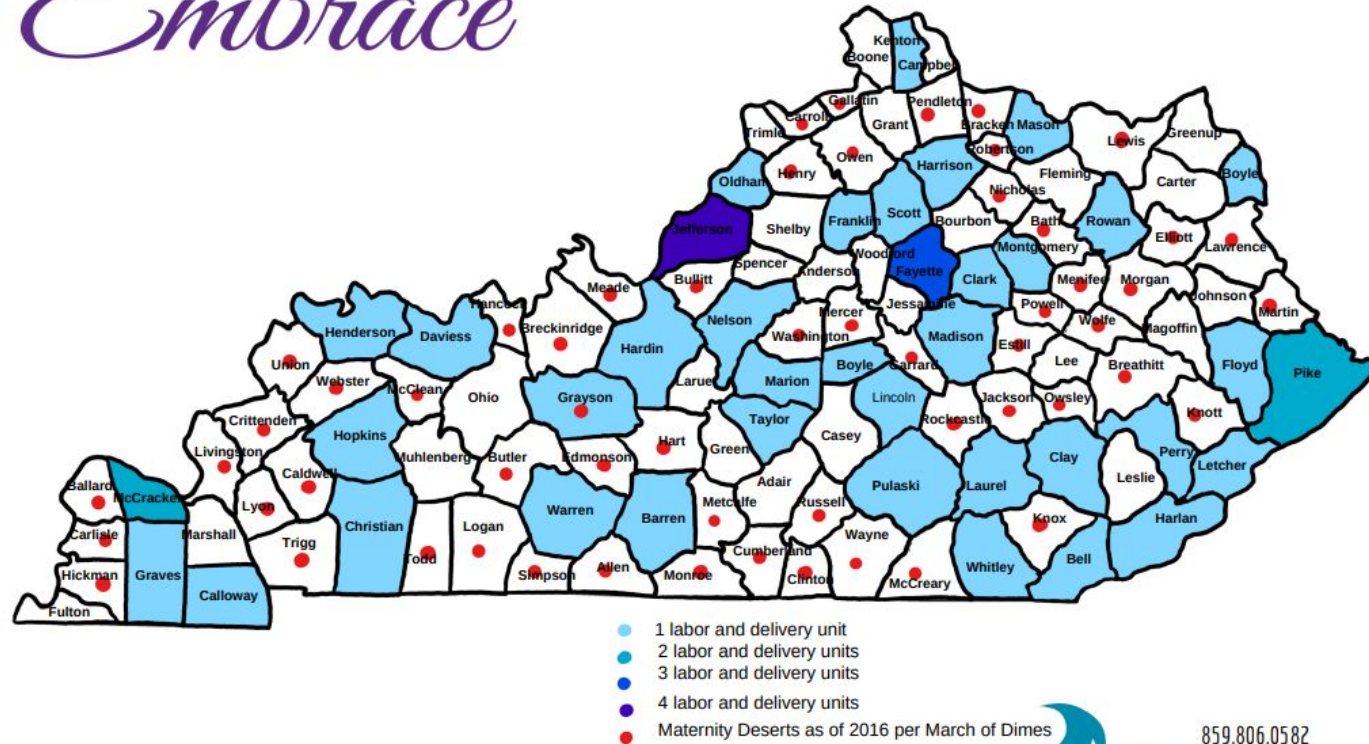 Embrace
Kenton
Boone
Campbel
Gallatin
Pendleton
Carroll
Grant
Bracken
Mason
Trimle
Lewis
Greenup
Robertson
Owen
Henry
Harrison
Oldhan
Fleming
Carter
Boyle
Nicholas
Scott
Franklin
Bourbon
Bath
Rowan
Jefferson
Shelby
Elliott
Lawrence
Montgomery
Woodford
Spencer
Anderson
Fayette
Clark
Menifee
Morgan
Bullitt
Meade
Johnson
Jessamine
Powell
Martin
Hancock
Mercer
Wolfe
Magoffin
Breckinridge
Nelson
Washington
Madison
Henderson
Daviess
Estill
Hardin
Lee
Breathitt
Union
Boyle
Garrard
Floyd
Pike
Webster
McClean
Larue
Marion
Ohio
Grayson
Lincoln
Jackson
Owsley
Knott
Crittenden
Rockcastle
Taylor
Hopkins
Hart
Casey
Livingston
Green
Muhlenberg
Butler
Edmonson
Perry
Clay
Letcher
Caldwell
Leslie
Ballard
McCracken
Adair
Pulaski
Laurel
Lyon
Metcalfe
Russell
Warren
Barren
Knox
Harlan
Christian
Logan
Carlisle
Marshall
Wayne
Trigg
Todd
Cumberland
Bell
Whitley
Hickman
Graves
Simpson
Allen
Monroe
Clinton
McCreary
Calloway
Fulton
1 labor and delivery unit
2 labor and delivery units
3 labor and delivery units
4 labor and delivery units
Maternity Deserts as of 2016 per March of Dimes
859.806.0582